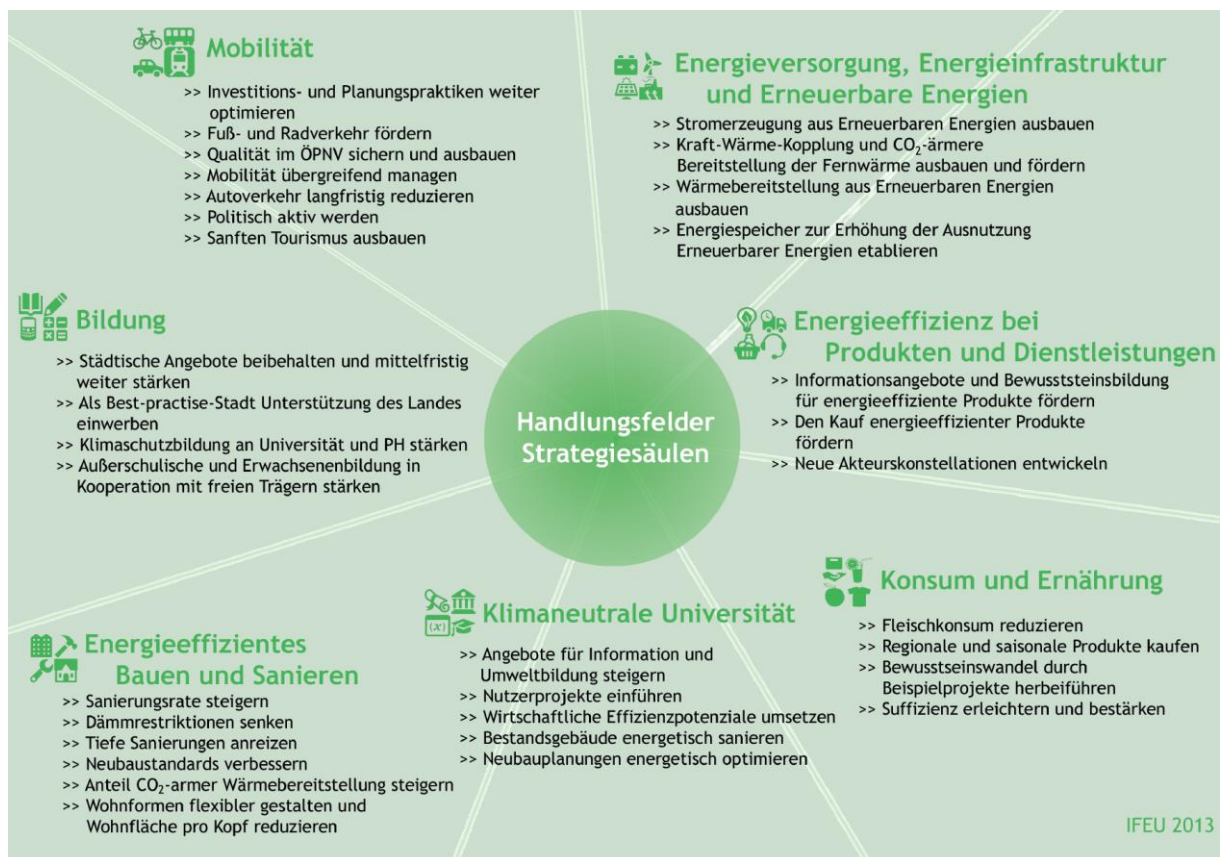 Mobilität
>> Investitions- und Planungspraktiken weiter
optimieren
>> Fuß- und Radverkehr fördern
>> Qualität im ÖPNV sichern und ausbauen
>> Mobilität übergreifend managen
>> Autoverkehr langfristig reduzieren
>> Politisch aktiv werden
>> Sanften Tourismus ausbauen
Energieversorgung, Energieinfrastruktur
und Erneuerbare Energien
>> Stromerzeugung aus Erneuerbaren Energien ausbauen
>> Kraft-Wärme-Kopplung und CO₂-ärmere
Bereitstellung der Fernwärme ausbauen und fördern
>> Wärmebereitstellung aus Erneuerbaren Energien
ausbauen
>> Energiespeicher zur Erhöhung der Ausnutzung
Erneuerbarer Energien etablieren
Bildung
>> Städtische Angebote beibehalten und mittelfristig
weiter stärken
>> Als Best-practise-Stadt Unterstützung des Landes
einwerben
>> Klimaschutzbildung an Universität und PH stärken
>> Außerschulische und Erwachsenenbildung in
Kooperation mit freien Trägern stärken
Handlungsfelder
Strategiesäulen
Energieeffizienz bei
Produkten und Dienstleistungen
>> Informationsangebote und Bewusststeinsbildung
für energieeffiziente Produkte fördern
>> Den Kauf energieeffizienter Produkte
fördern
>> Neue Akteurskonstellationen entwickeln
Energieeffizientes
Bauen und Sanieren
>> Sanierungsrate steigern
>> Dämmrestriktionen senken
>> Tiefe Sanierungen anreizen
>> Neubaustandards verbessern
>> Anteil CO₂-armer Wärmebereitstellung steigern
>> Wohnformen flexibler gestalten und
Wohnfläche pro Kopf reduzieren
(x)
Klimaneutrale Universität
>> Angebote für Information und
Umweltbildung steigern
>> Nutzerprojekte einführen
>> Wirtschaftliche Effizienzpotenziale umsetzen
>> Bestandsgebäude energetisch sanieren
>> Neubauplanungen energetisch optimieren
Konsum und Ernährung
>> Fleischkonsum reduzieren
>> Regionale und saisonale Produkte kaufen
>> Bewusstseinswandel durch
Beispielprojekte herbeiführen
>> Suffizienz erleichtern und bestärken
IFEU 2013